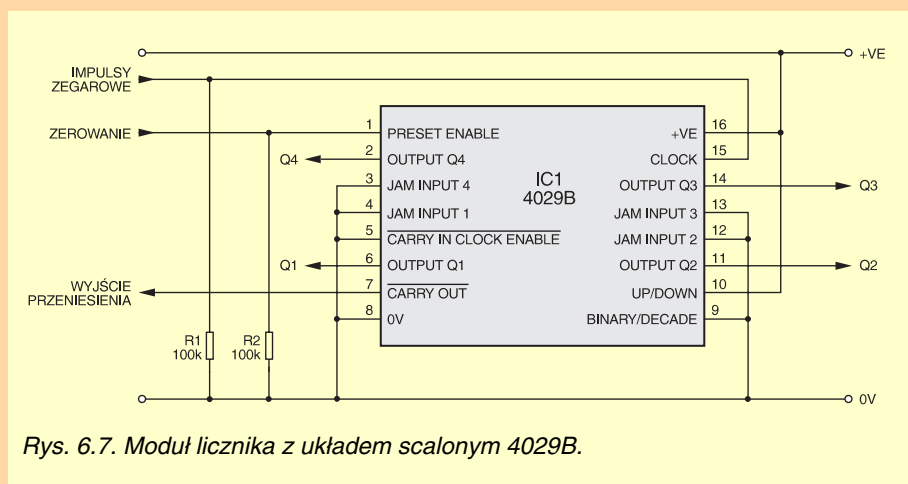 +VE
IMPULSY
ZEGAROWE
ZEROWANIE
1 PRESET ENABLE
Q4 2 OUTPUT Q4
3 JAM INPUT 4
4 JAM INPUT 1
5 CARRY IN CLOCK ENABLE
Q1 6 OUTPUT Q1
WYJŚCIE
PRZENIESIENIA
7 CARRY OUT
8 0V
IC1
4029B
+VE 16
CLOCK 15
OUTPUT Q3 14 Q3
JAM INPUT 3 13
JAM INPUT 2 12
OUTPUT Q2 11 Q2
UP/DOWN 10
BINARY/DECADE 9
R1
100k
R2
100k
0V
Rys. 6.7. Moduł licznika z układem scalonym 4029B.